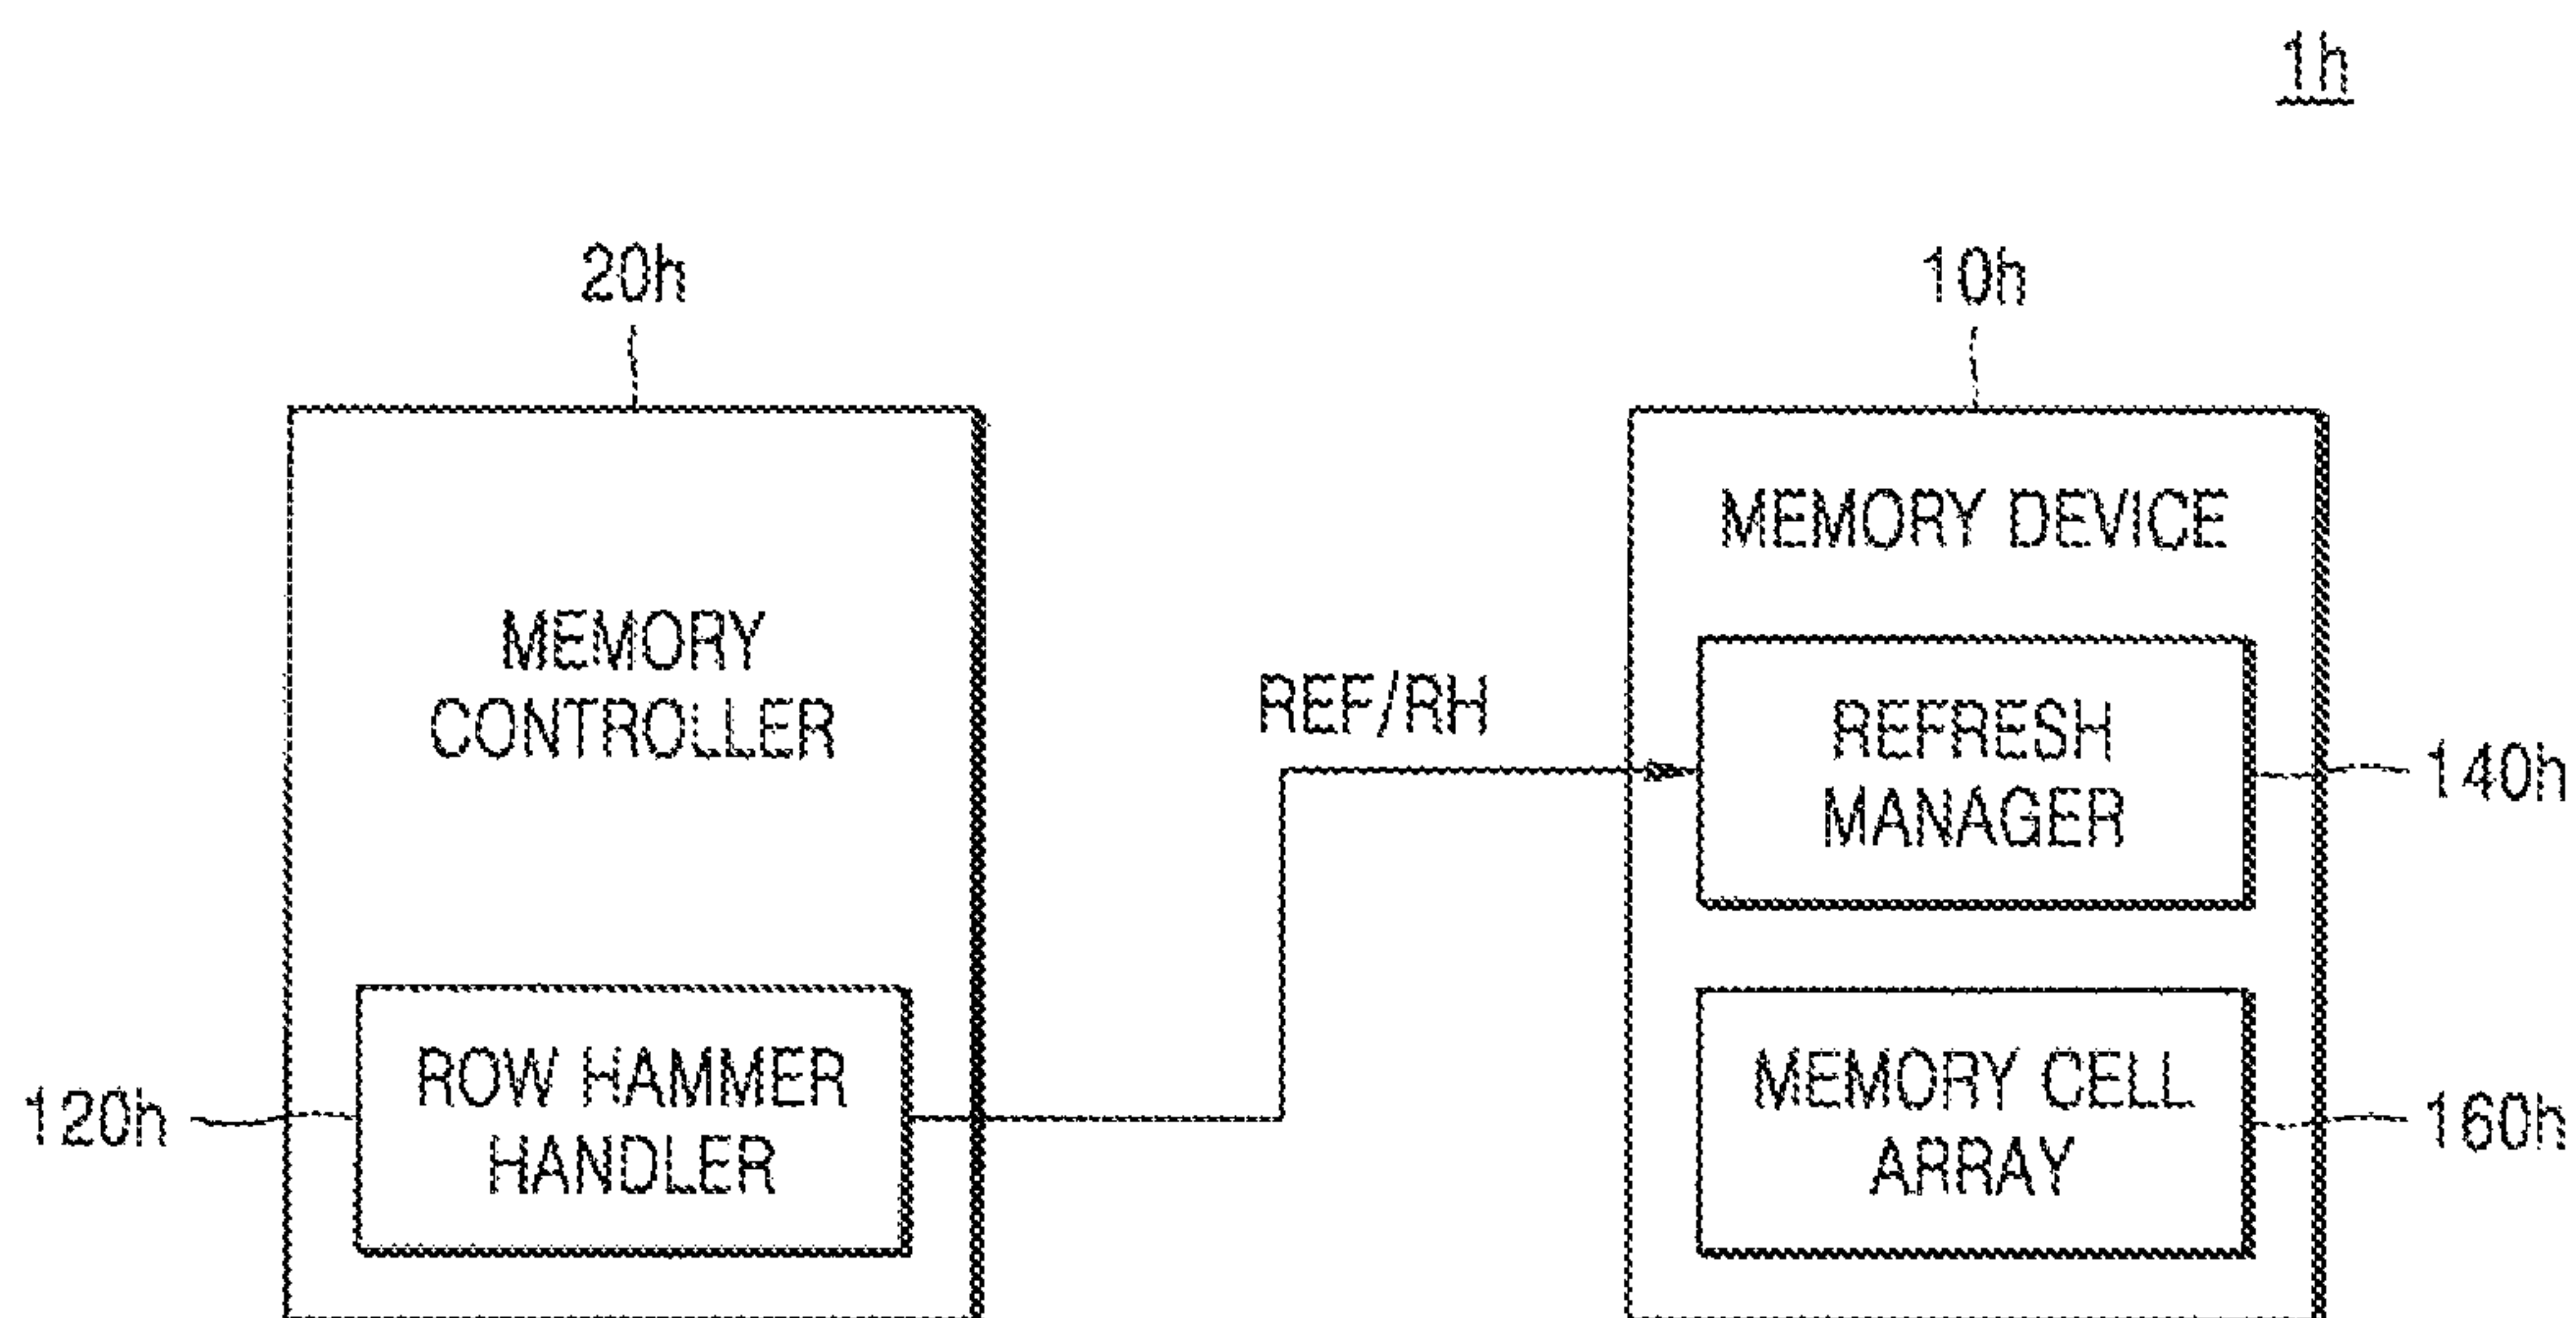 1h
20h
10h
MEMORY DEVICE
MEMORY
CONTROLLER
REF/RH
REFRESH
MANAGER
140h
120h
ROW HAMMER
HANDLER
MEMORY CELL
ARRAY
160h